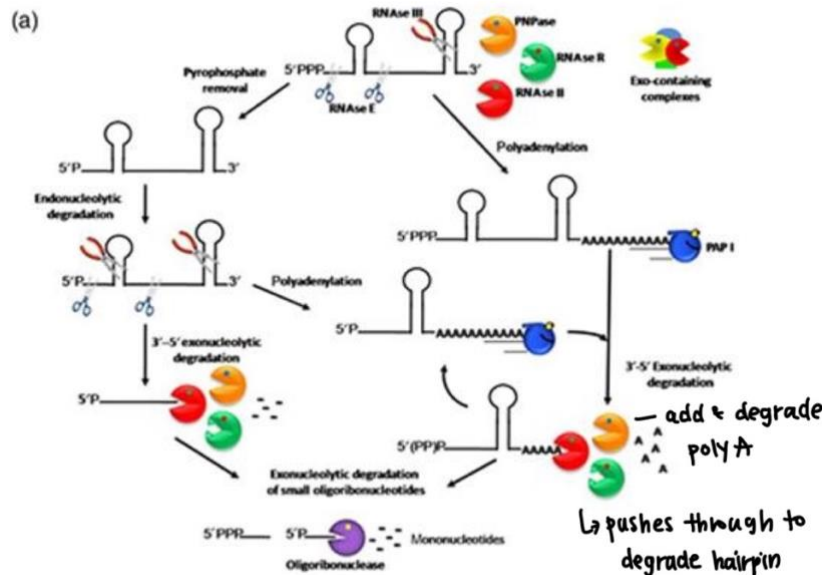 (a)
RNAse III
PNPase
RNAse R
RNAse II
Exo-containing
complexes
5'PPP
3'
RNAse E
Pyrophosphate
removal
Polyadenylation
5'P
3'
Endonucleolytic
degradation
5'PPP
AAAAAAAAAAAAA
PAP I
5'P
3'
Polyadenylation
5'P
AAAAAAAAAAAAA
3'–5' exonucleolytic
degradation
3'-5' Exonucleolytic
degradation
5'P
5'(PP)P
AAAAA
A
A
A
A
A
add & degrade
poly A
Exonucleolytic degradation
of small oligoribonucleotides
5'PPP
5'P
Mononucleotides
Oligoribonuclease
↳ pushes through to
degrade hairpin